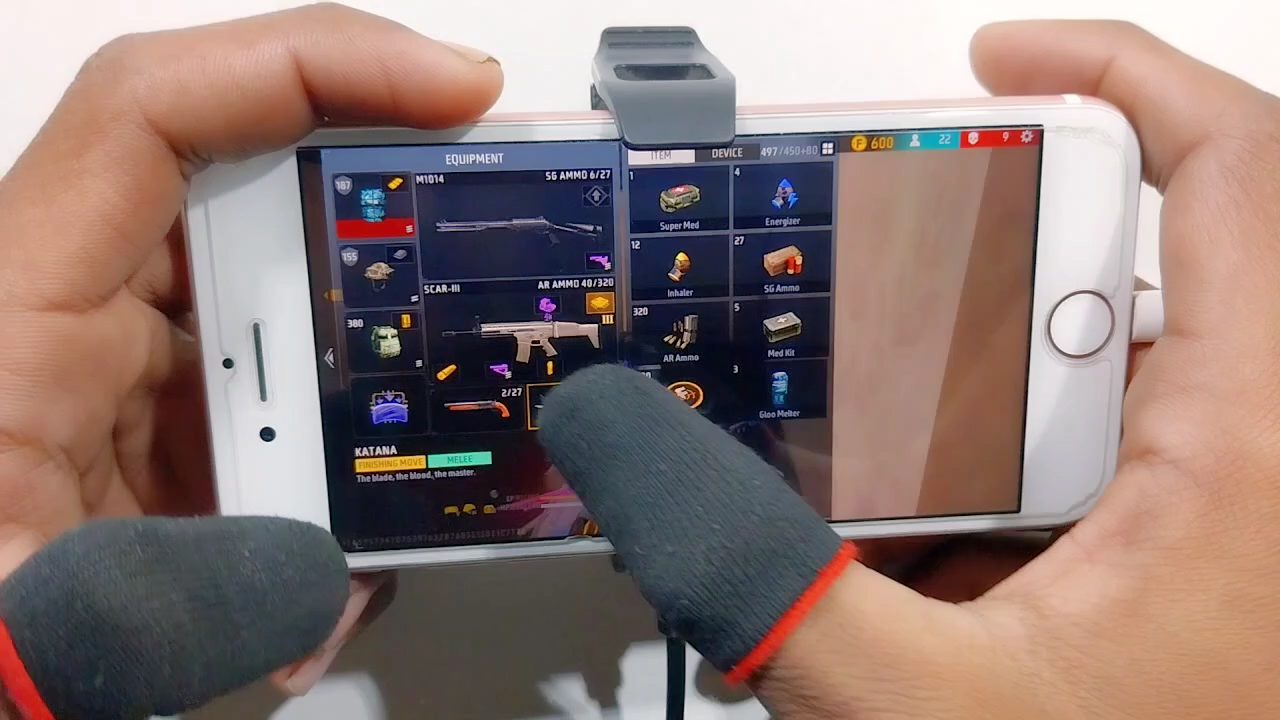 EQUIPMENT
ITEM
DEVICE
497/450+80
600
22
9
187
M1014
SG AMMO 6/27
155
SCAR-III
AR AMMO 40/320
III
380
2/27
KATANA
FINISHING MOVE
MELEE
The blade, the blood, the master.
1
Super Med
4
Energizer
12
Inhaler
27
SG Ammo
320
AR Ammo
5
Med Kit
3
Gloo Melter